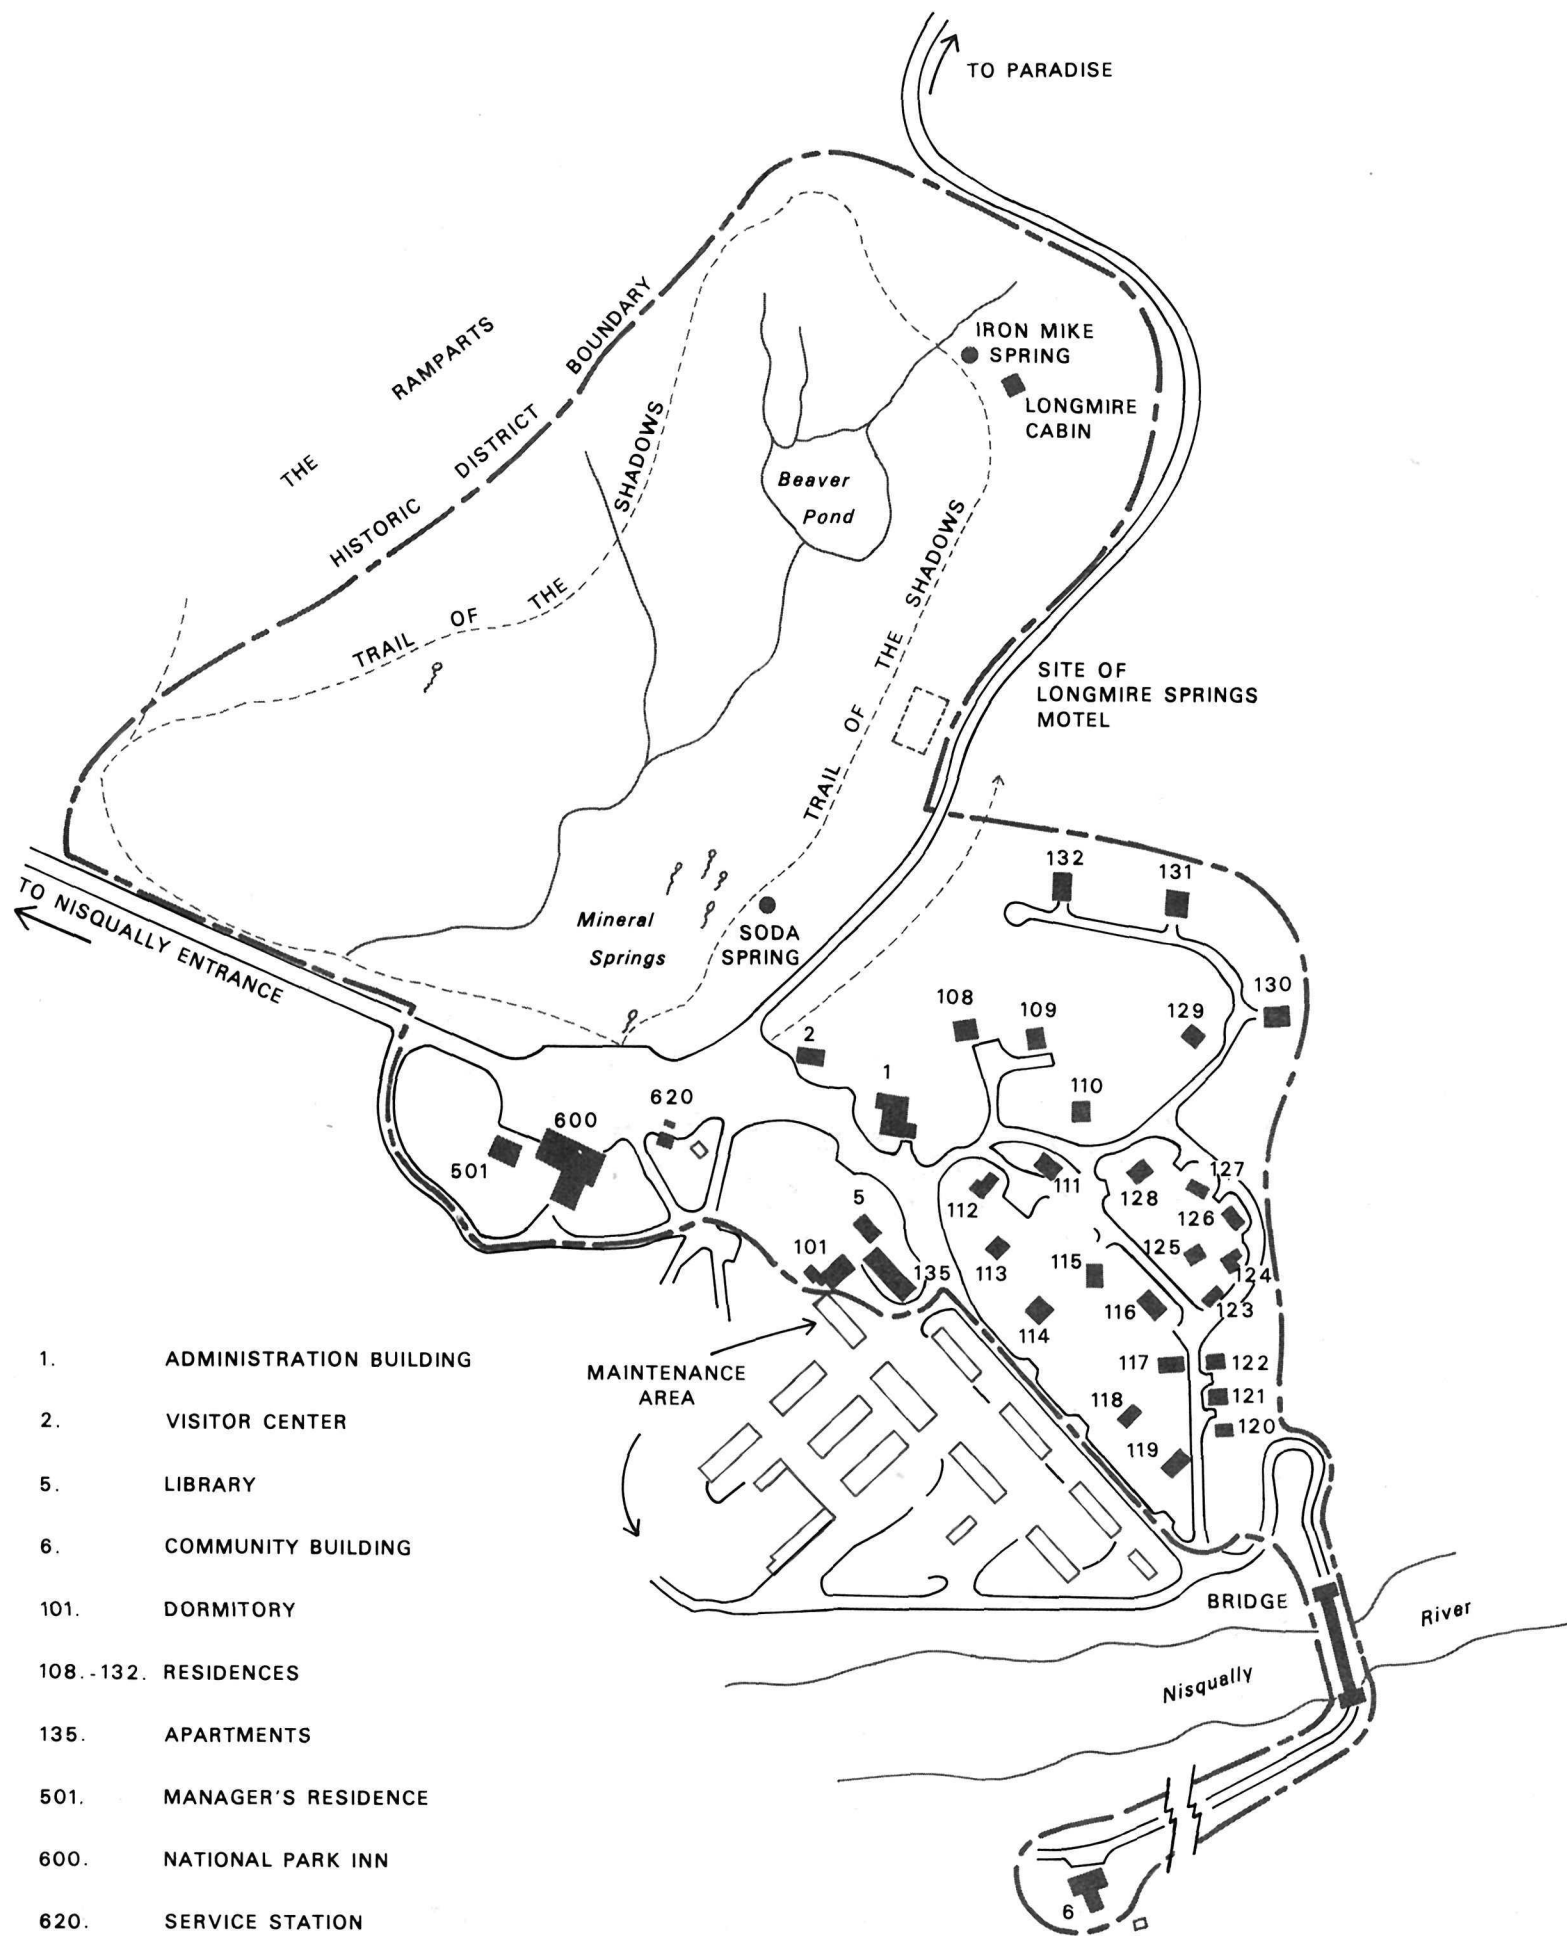 TO PARADISE
IRON MIKE
SPRING
LONGMIRE
CABIN
THE RAMPARTS
HISTORIC DISTRICT BOUNDARY
TRAIL OF THE SHADOWS
Beaver
Pond
TRAIL OF THE SHADOWS
SITE OF
LONGMIRE SPRINGS
MOTEL
TO NISQUALLY ENTRANCE
Mineral
Springs
SODA
SPRING
132
131
130
129
108
109
110
2
1
620
600
501
111
112
128
127
126
125
124
123
5
101
135
113
115
114
116
117
122
118
121
120
119
MAINTENANCE
AREA
BRIDGE
River
Nisqually
6
1. ADMINISTRATION BUILDING
2. VISITOR CENTER
5. LIBRARY
6. COMMUNITY BUILDING
101. DORMITORY
108.-132. RESIDENCES
135. APARTMENTS
501. MANAGER'S RESIDENCE
600. NATIONAL PARK INN
620. SERVICE STATION